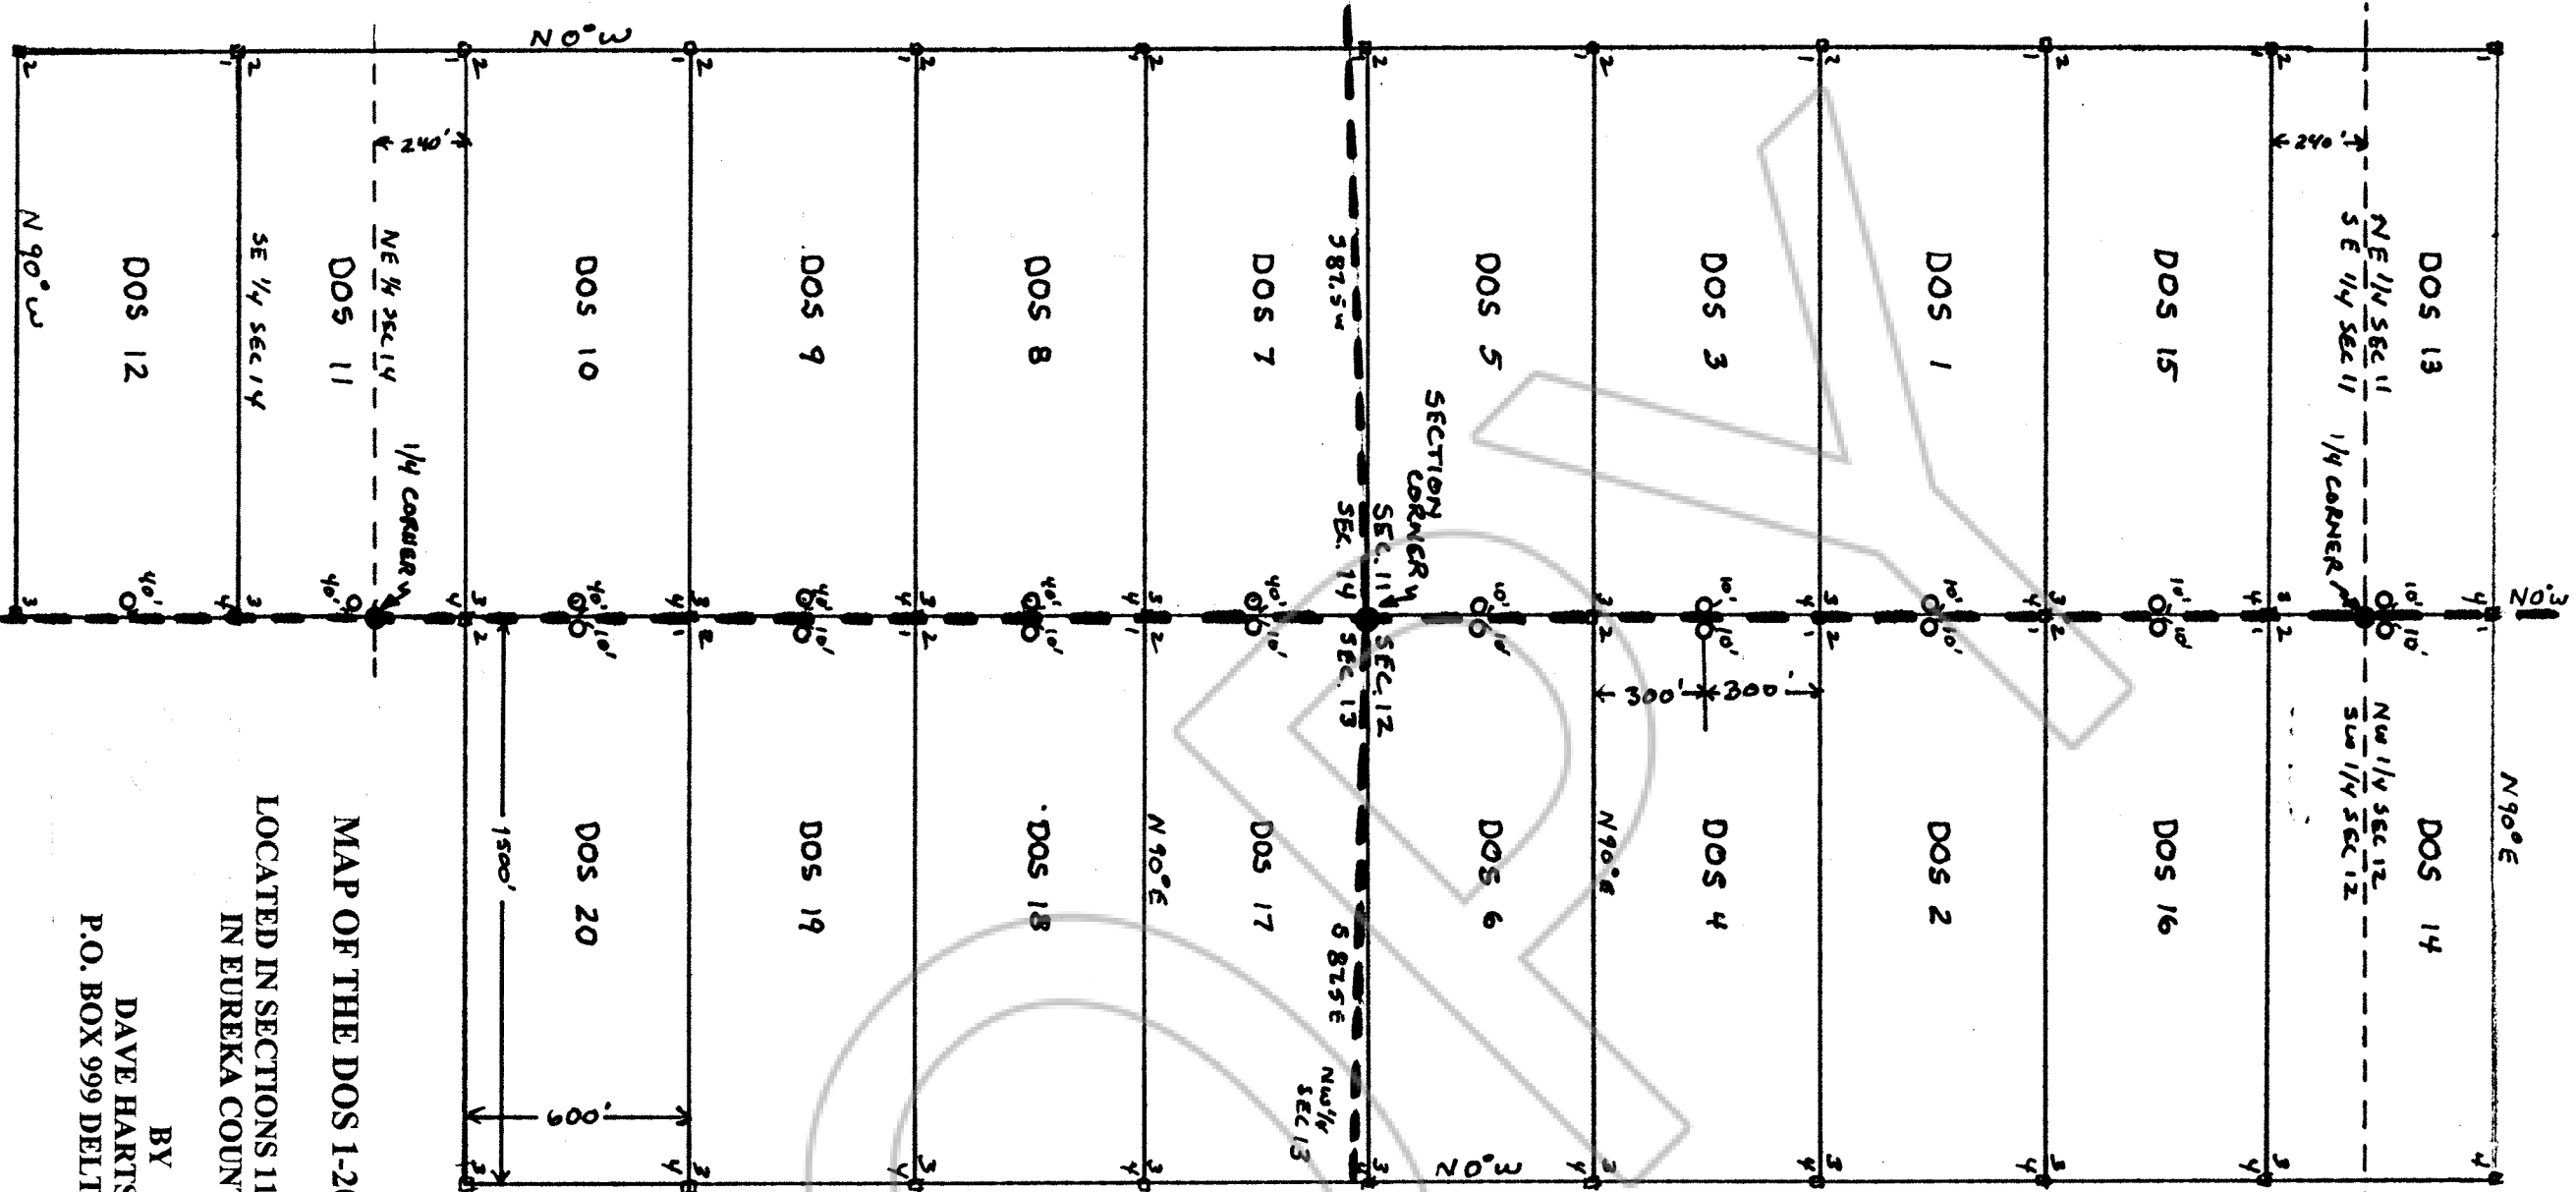 N0°W
N0°E
DOS 13
NE 1/4 SEC 11
SE 1/4 SEC 11
1/4 CORNER
240'
DOS 14
NW 1/4 SEC 12
SW 1/4 SEC 12
N90°E
DOS 15
DOS 16
DOS 1
DOS 2
DOS 3
DOS 4
300' 300'
N90°E
DOS 5
DOS 6
SECTION
CORNER
SEC. 11 SEC. 12
SEC. 14 SEC. 13
S87.5W
S875E
NW 1/4
SEC 13
N0°W
DOS 7
DOS 17
N90°E
DOS 8
DOS 18
DOS 9
DOS 19
DOS 10
DOS 20
600'
1500'
240'
NE 1/4 SEC 14
1/4 CORNER
DOS 11
SE 1/4 SEC 14
DOS 12
N90°W
MAP OF THE DOS 1-2
LOCATED IN SECTIONS 11
IN EUREKA COUN
BY
DAVE HARTS
P.O. BOX 999 DELT
COPY